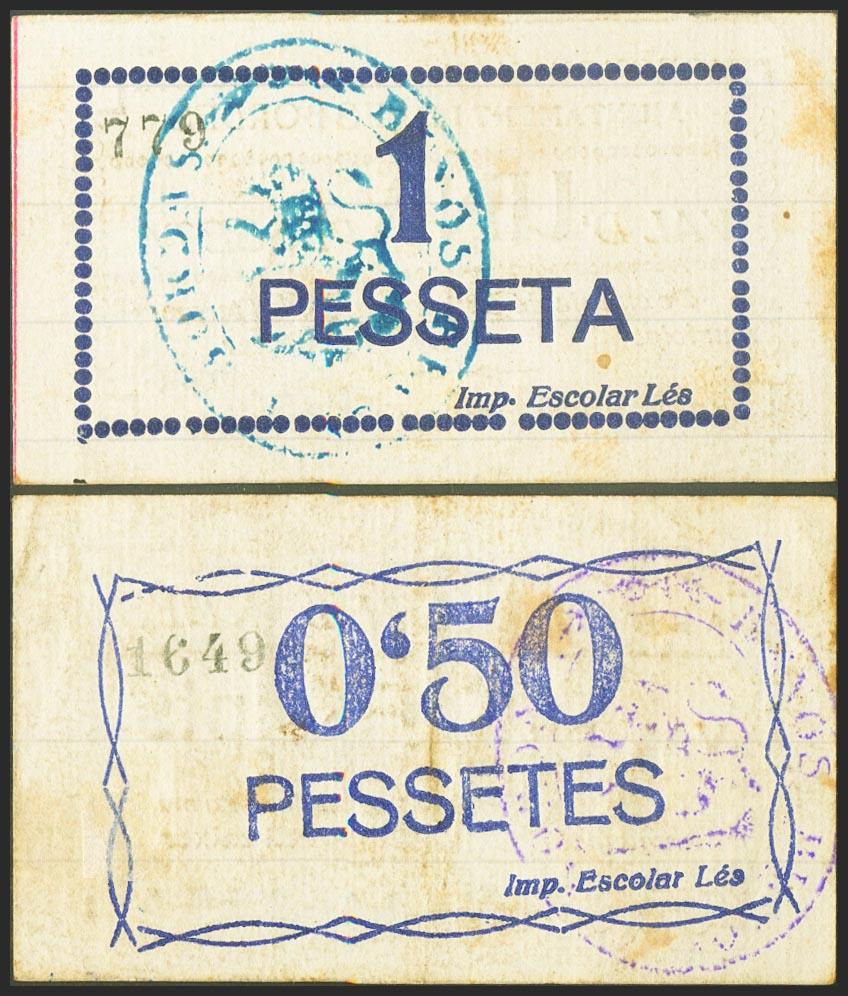 779
1
PESSETA
Imp. Escolar Lés
1649
0‘50
PESSETES
Imp. Escolar Lés